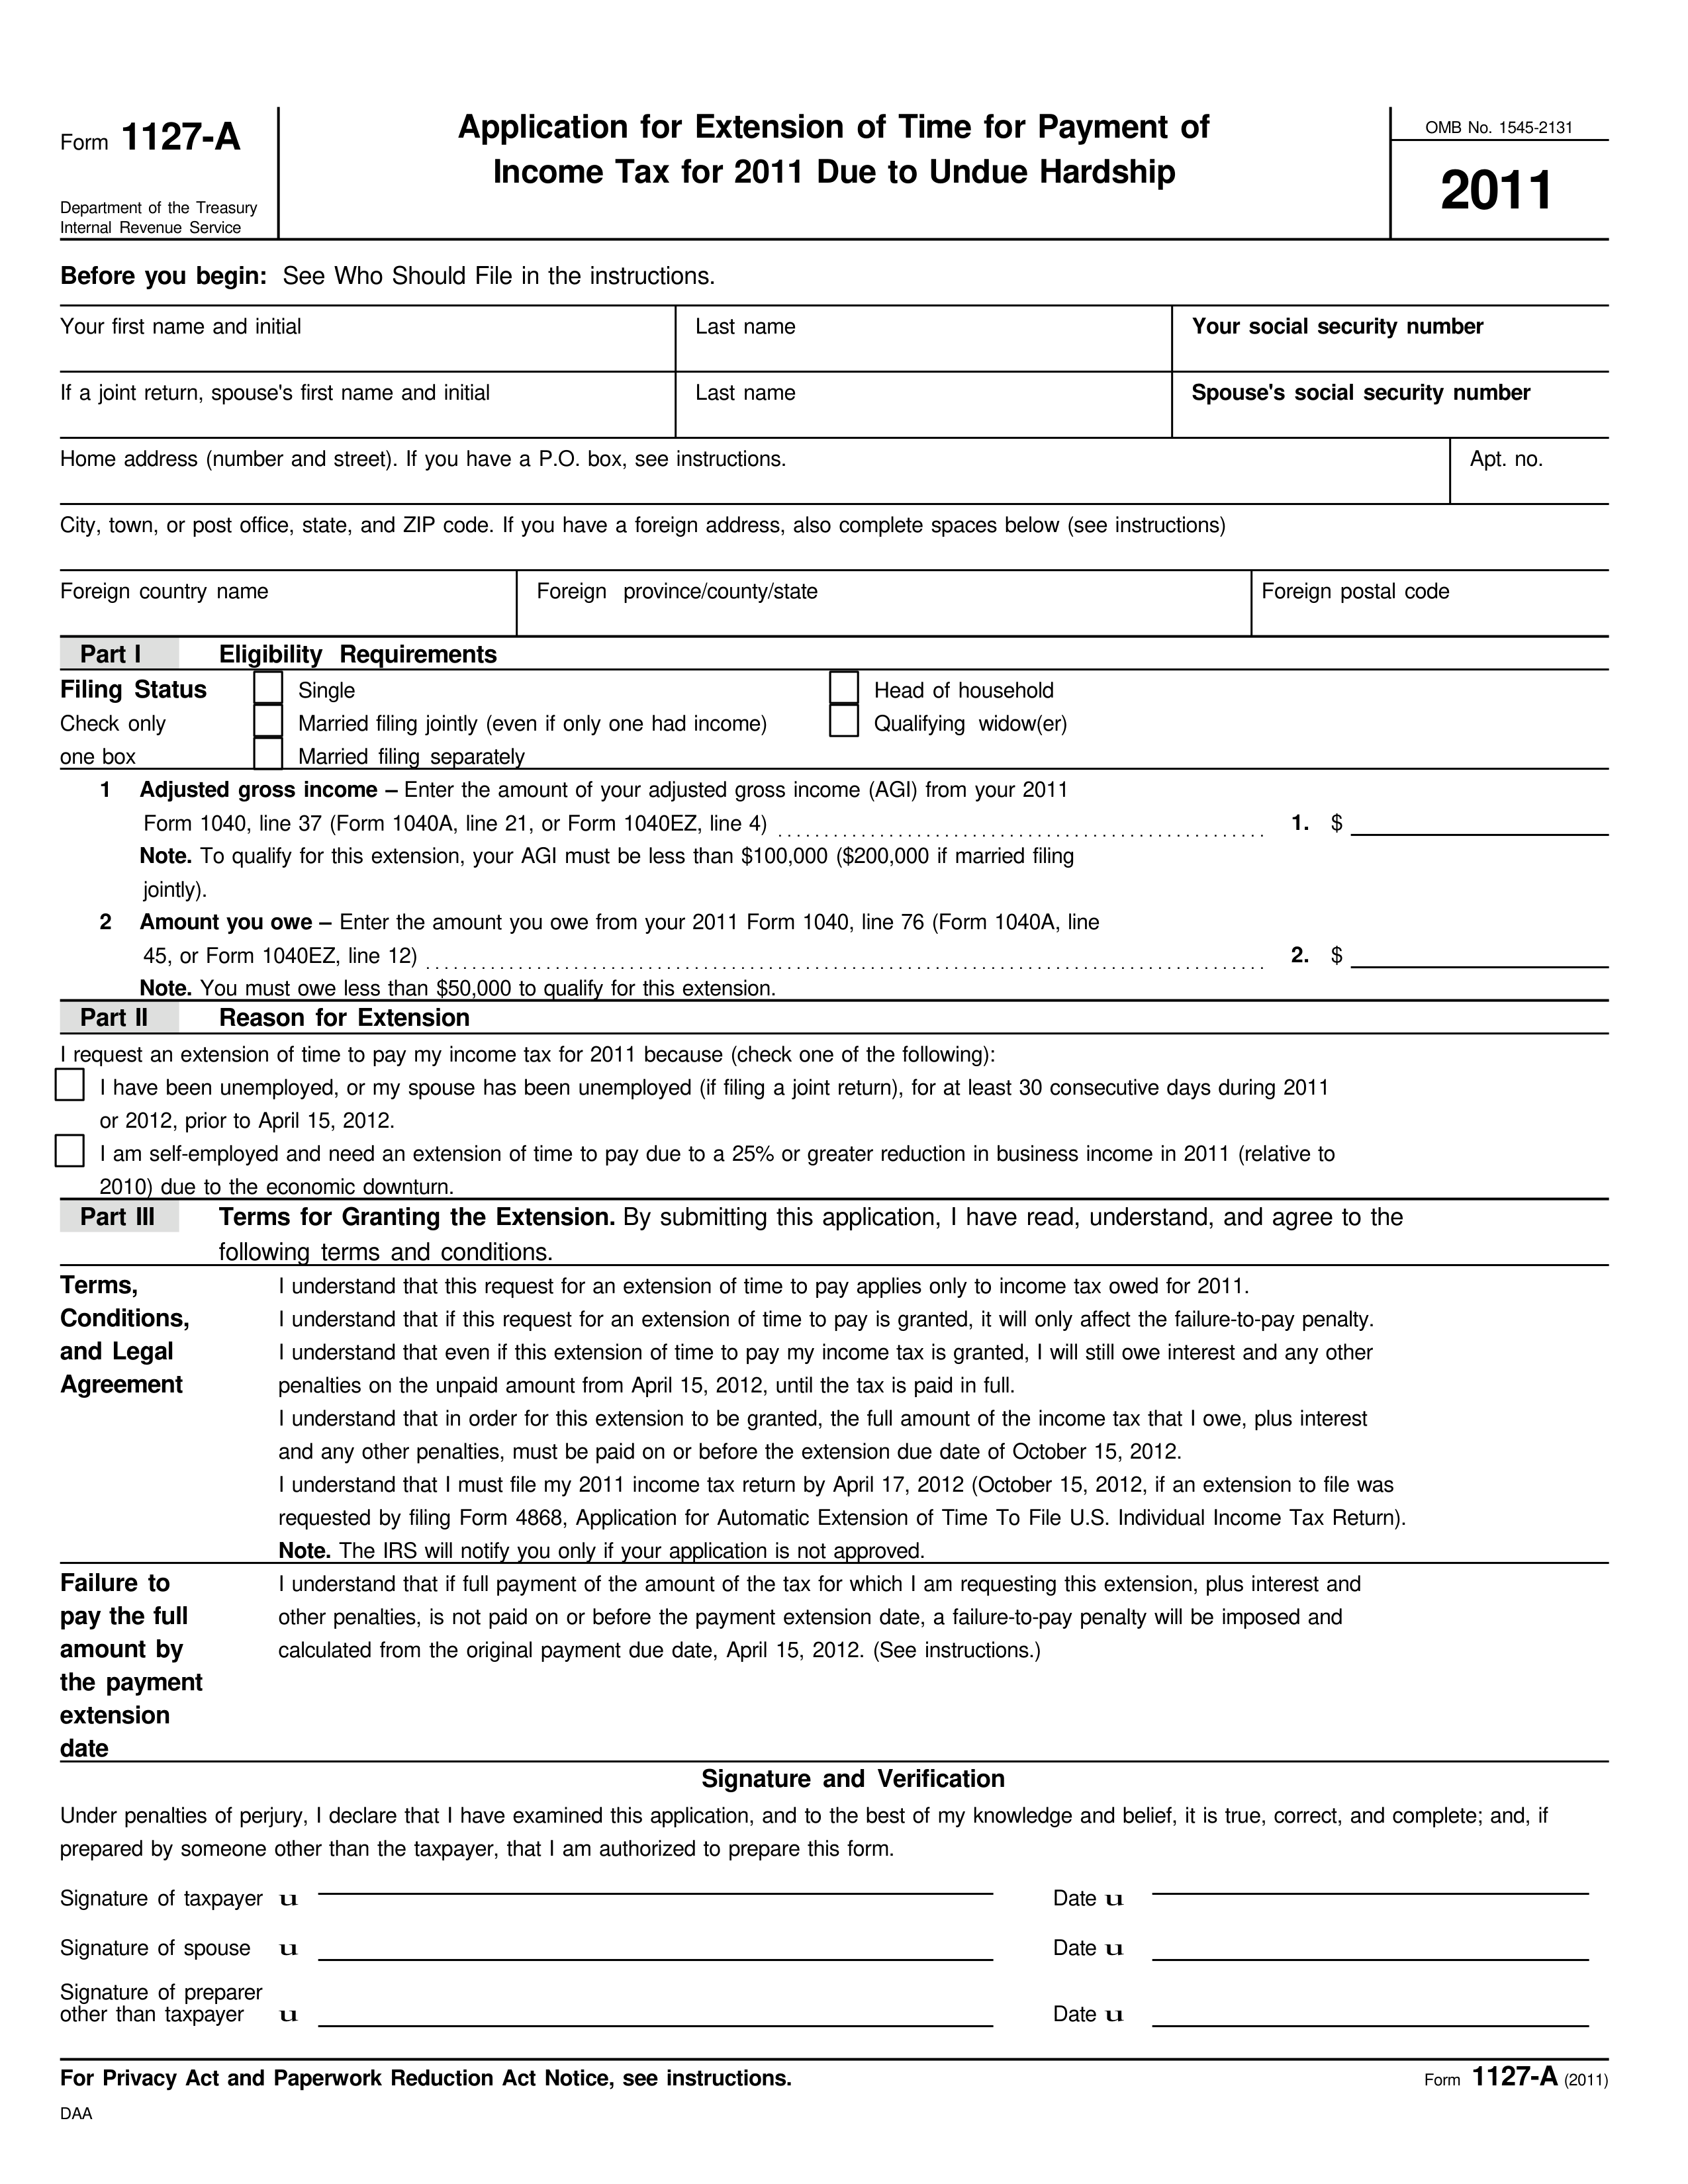 Form 1127-A
Department of the Treasury
Internal Revenue Service
Application for Extension of Time for Payment of
Income Tax for 2011 Due to Undue Hardship
OMB No. 1545-2131
2011
Before you begin: See Who Should File in the instructions.
Your first name and initial
Last name
Your social security number
If a joint return, spouse's first name and initial
Last name
Spouse's social security number
Home address (number and street). If you have a P.O. box, see instructions.
Apt. no.
City, town, or post office, state, and ZIP code. If you have a foreign address, also complete spaces below (see instructions)
Foreign country name
Foreign province/county/state
Foreign postal code
Part I Eligibility Requirements
Filing Status Single Head of household
Check only Married filing jointly (even if only one had income) Qualifying widow(er)
one box Married filing separately
1 Adjusted gross income – Enter the amount of your adjusted gross income (AGI) from your 2011
Form 1040, line 37 (Form 1040A, line 21, or Form 1040EZ, line 4) 1. $
Note. To qualify for this extension, your AGI must be less than $100,000 ($200,000 if married filing
jointly).
2 Amount you owe – Enter the amount you owe from your 2011 Form 1040, line 76 (Form 1040A, line
45, or Form 1040EZ, line 12) 2. $
Note. You must owe less than $50,000 to qualify for this extension.
Part II Reason for Extension
I request an extension of time to pay my income tax for 2011 because (check one of the following):
I have been unemployed, or my spouse has been unemployed (if filing a joint return), for at least 30 consecutive days during 2011
or 2012, prior to April 15, 2012.
I am self-employed and need an extension of time to pay due to a 25% or greater reduction in business income in 2011 (relative to
2010) due to the economic downturn.
Part III Terms for Granting the Extension. By submitting this application, I have read, understand, and agree to the
following terms and conditions.
Terms,
Conditions,
and Legal
Agreement
I understand that this request for an extension of time to pay applies only to income tax owed for 2011.
I understand that if this request for an extension of time to pay is granted, it will only affect the failure-to-pay penalty.
I understand that even if this extension of time to pay my income tax is granted, I will still owe interest and any other
penalties on the unpaid amount from April 15, 2012, until the tax is paid in full.
I understand that in order for this extension to be granted, the full amount of the income tax that I owe, plus interest
and any other penalties, must be paid on or before the extension due date of October 15, 2012.
I understand that I must file my 2011 income tax return by April 17, 2012 (October 15, 2012, if an extension to file was
requested by filing Form 4868, Application for Automatic Extension of Time To File U.S. Individual Income Tax Return).
Note. The IRS will notify you only if your application is not approved.
Failure to
pay the full
amount by
the payment
extension
date
I understand that if full payment of the amount of the tax for which I am requesting this extension, plus interest and
other penalties, is not paid on or before the payment extension date, a failure-to-pay penalty will be imposed and
calculated from the original payment due date, April 15, 2012. (See instructions.)
Signature and Verification
Under penalties of perjury, I declare that I have examined this application, and to the best of my knowledge and belief, it is true, correct, and complete; and, if
prepared by someone other than the taxpayer, that I am authorized to prepare this form.
Signature of taxpayer u Date u
Signature of spouse u Date u
Signature of preparer
other than taxpayer u Date u
For Privacy Act and Paperwork Reduction Act Notice, see instructions.
Form 1127-A (2011)
DAA